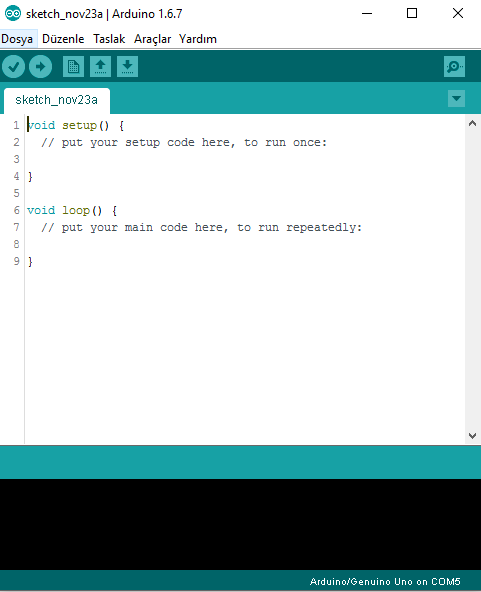 sketch_nov23a | Arduino 1.6.7
Dosya Düzenle Taslak Araçlar Yardım
sketch_nov23a
1 void setup() {
2 // put your setup code here, to run once:
3
4 }
5
6 void loop() {
7 // put your main code here, to run repeatedly:
8
9 }
Arduino/Genuino Uno on COM5